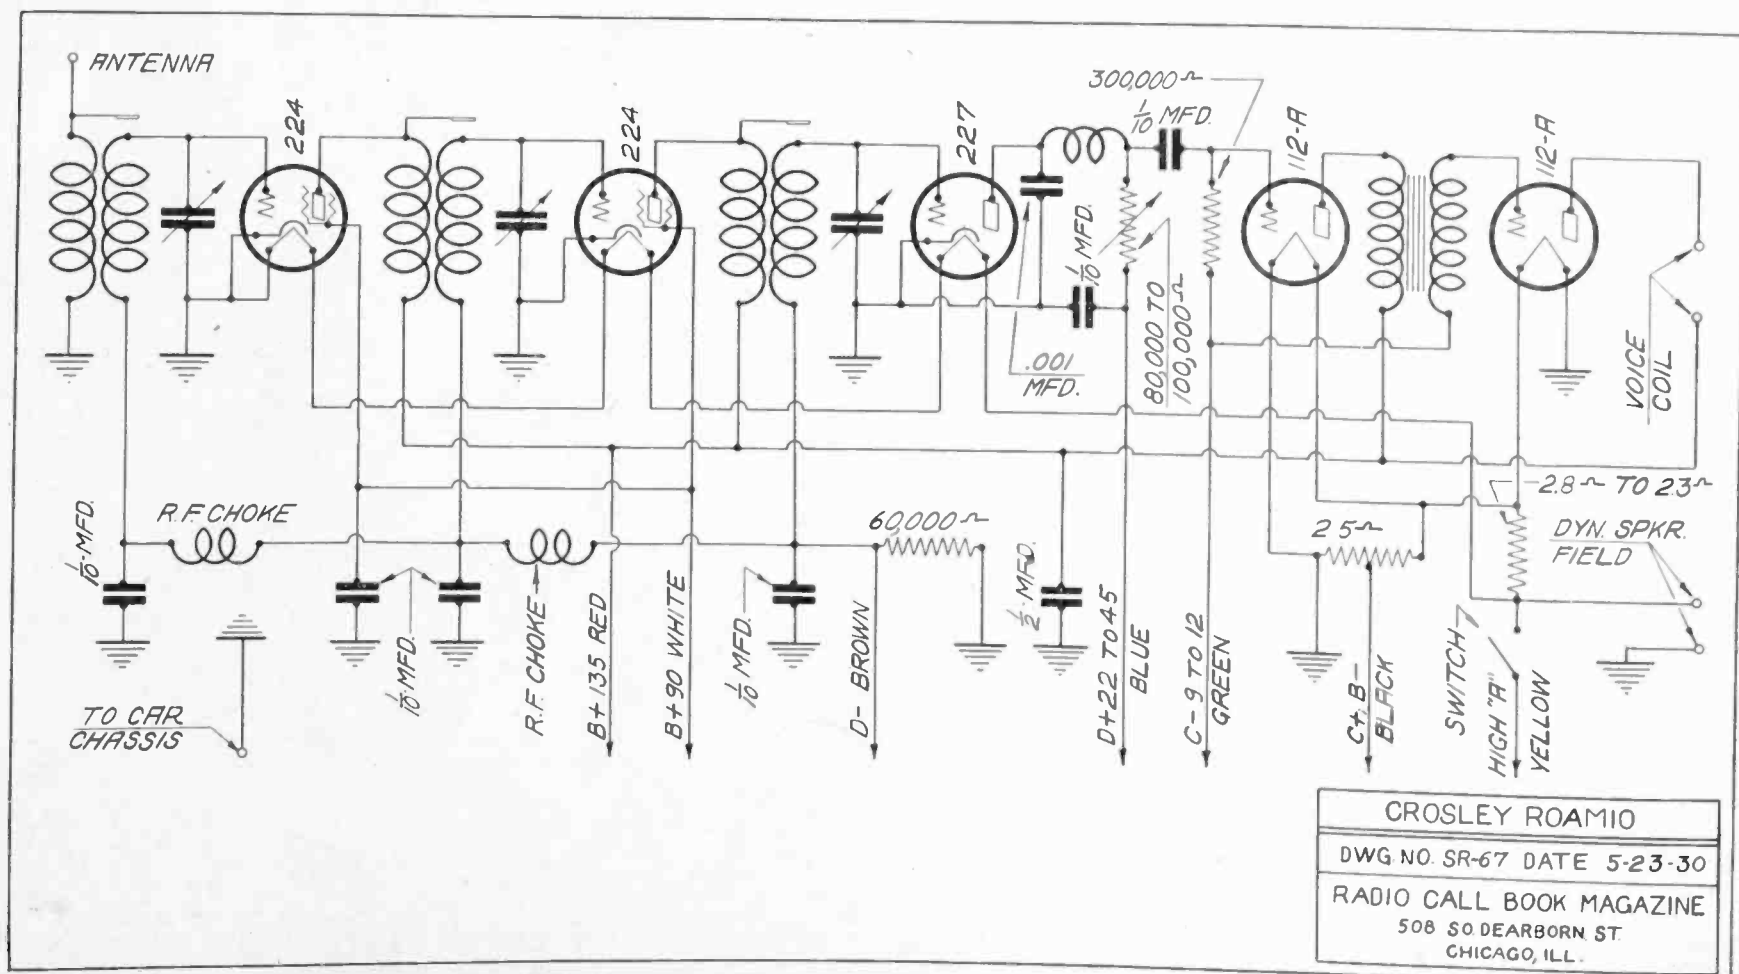 ANTENNA
224
224
227
300,000 Ω
1/10 MFD.
112-A
112-A
1/10 MFD.
80,000 TO
100,000 Ω
.001
MFD.
VOICE
COIL
1/10 MFD.
R.F. CHOKE
60,000 Ω
25 Ω
2.8 Ω TO 23 Ω
DYN. SPKR.
FIELD
TO CAR
CHASSIS
1/10 MFD.
R.F. CHOKE
B+135 RED
B+90 WHITE
1/10 MFD.
D- BROWN
1/2 MFD.
D+22 TO 45
BLUE
C-9 TO 12
GREEN
C+, B-
BLACK
SWITCH
HIGH "A"
YELLOW
CROSLEY ROAMIO
DWG. NO. SR-67 DATE 5-23-30
RADIO CALL BOOK MAGAZINE
508 SO. DEARBORN ST.
CHICAGO, ILL.